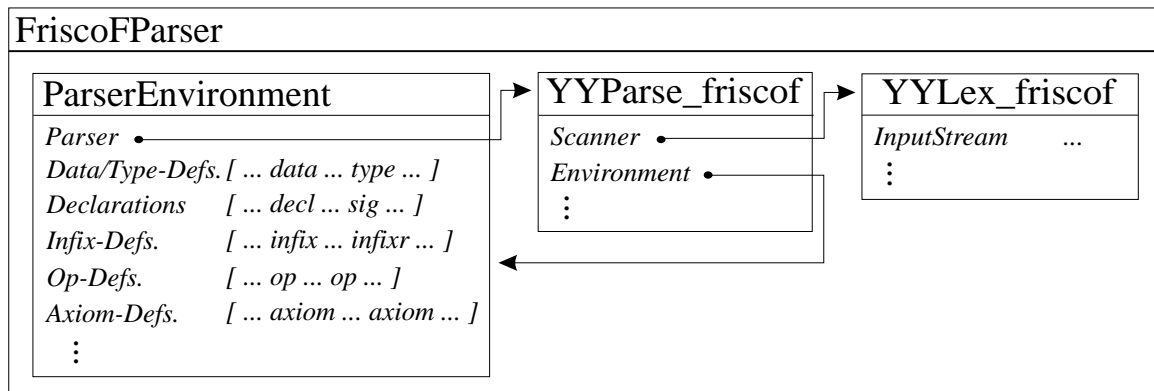 FriscoFParser
ParserEnvironment
Parser
Data/Type-Defs. [ ... data ... type ... ]
Declarations [ ... decl ... sig ... ]
Infix-Defs. [ ... infix ... infixr ... ]
Op-Defs. [ ... op ... op ... ]
Axiom-Defs. [ ... axiom ... axiom ... ]
⋮
YYParse_friscof
Scanner
Environment
⋮
YYLex_friscof
InputStream ...
⋮